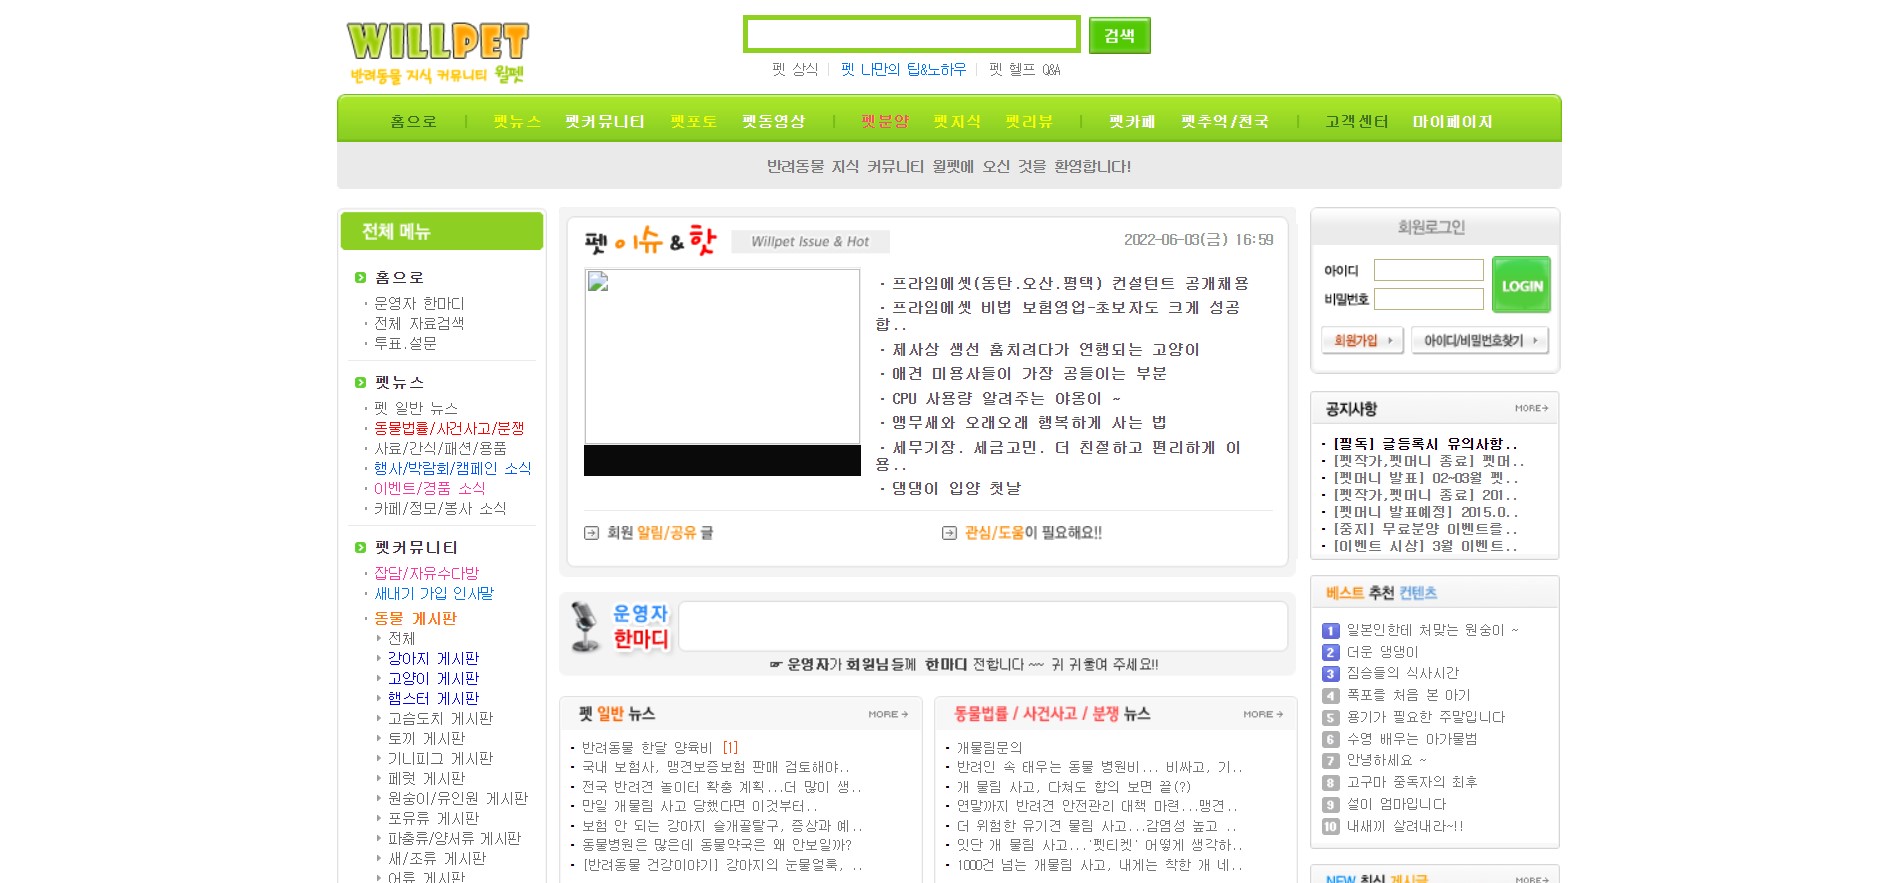 WILLPET
반려동물 지식 커뮤니티 윌펫
검색
펫 상식
펫 나만의 팁&노하우
펫 헬프 Q&A
홈으로
펫뉴스
펫커뮤니티
펫포토
펫동영상
펫분양
펫지식
펫리뷰
펫카페
펫추억/천국
고객센터
마이페이지
반려동물 지식 커뮤니티 윌펫에 오신 것을 환영합니다!
전체 메뉴
홈으로
운영자 한마디
전체 자료검색
투표.설문
펫뉴스
펫 일반 뉴스
동물법률/사건사고/분쟁
사료/간식/패션/용품
행사/박람회/캠페인 소식
이벤트/경품 소식
카페/정모/봉사 소식
펫커뮤니티
잡담/자유수다방
새내기 가입 인사말
동물 게시판
전체
강아지 게시판
고양이 게시판
햄스터 게시판
고슴도치 게시판
토끼 게시판
기니피그 게시판
페럿 게시판
원숭이/유인원 게시판
포유류 게시판
파충류/양서류 게시판
새/조류 게시판
어류 게시판
펫 이슈 & 핫
Willpet Issue & Hot
2022-06-03(금) 16:59
· 프라임에셋(동탄.오산.평택) 컨설턴트 공개채용
· 프라임에셋 비법 보험영업-초보자도 크게 성공
합..
· 제사상 생선 훔치려다가 연행되는 고양이
· 애견 미용사들이 가장 공들이는 부분
· CPU 사용량 알려주는 야옹이 ~
· 앵무새와 오래오래 행복하게 사는 법
· 세무기장. 세금고민. 더 친절하고 편리하게 이
용..
· 댕댕이 입양 첫날
회원 알림/공유 글
관심/도움이 필요해요!!
운영자
한마디
☞ 운영자가 회원님들께 한마디 전합니다 ~~ 귀 귀울여 주세요!!
펫 일반 뉴스
MORE
· 반려동물 한달 양육비 [1]
· 국내 보험사, 맹견보증보험 판매 검토해야..
· 전국 반려견 놀이터 확충 계획...더 많이 생..
· 만일 개물림 사고 당했다면 이것부터..
· 보험 안 되는 강아지 슬개골탈구, 증상과 예..
· 동물병원은 많은데 동물약국은 왜 안보일까?
· [반려동물 건강이야기] 강아지의 눈물얼룩, ..
동물법률 / 사건사고 / 분쟁 뉴스
MORE
· 개물림문의
· 반려인 속 태우는 동물 병원비... 비싸고, 기..
· 개 물림 사고, 다쳐도 합의 보면 끝(?)
· 연말까지 반려견 안전관리 대책 마련...맹견..
· 더 위험한 유기견 물림 사고...감염성 높고 ..
· 잇단 개 물림 사고...'펫티켓' 어떻게 생각하..
· 1000건 넘는 개물림 사고, 내게는 착한 개 네..
회원로그인
아이디
비밀번호
LOGIN
회원가입
아이디/비밀번호찾기
공지사항
MORE
· [필독] 글등록시 유의사항..
· [펫작가,펫머니 종료] 펫머..
· [펫머니 발표] 02~03월 펫..
· [펫작가,펫머니 종료] 201..
· [펫머니 발표예정] 2015.0..
· [중지] 무료분양 이벤트를..
· [이벤트 시상] 3월 이벤트..
베스트 추천 컨텐츠
1 일본인한테 처맞는 원숭이 ~
2 더운 댕댕이
3 짐승들의 식사시간
4 폭포를 처음 본 아기
5 용기가 필요한 주말입니다
6 수영 배우는 아가물범
7 안녕하세요 ~
8 고구마 중독자의 최후
9 설이 엄마입니다
10 내새끼 살려내라~!!
NEW 최신 게시글
MORE